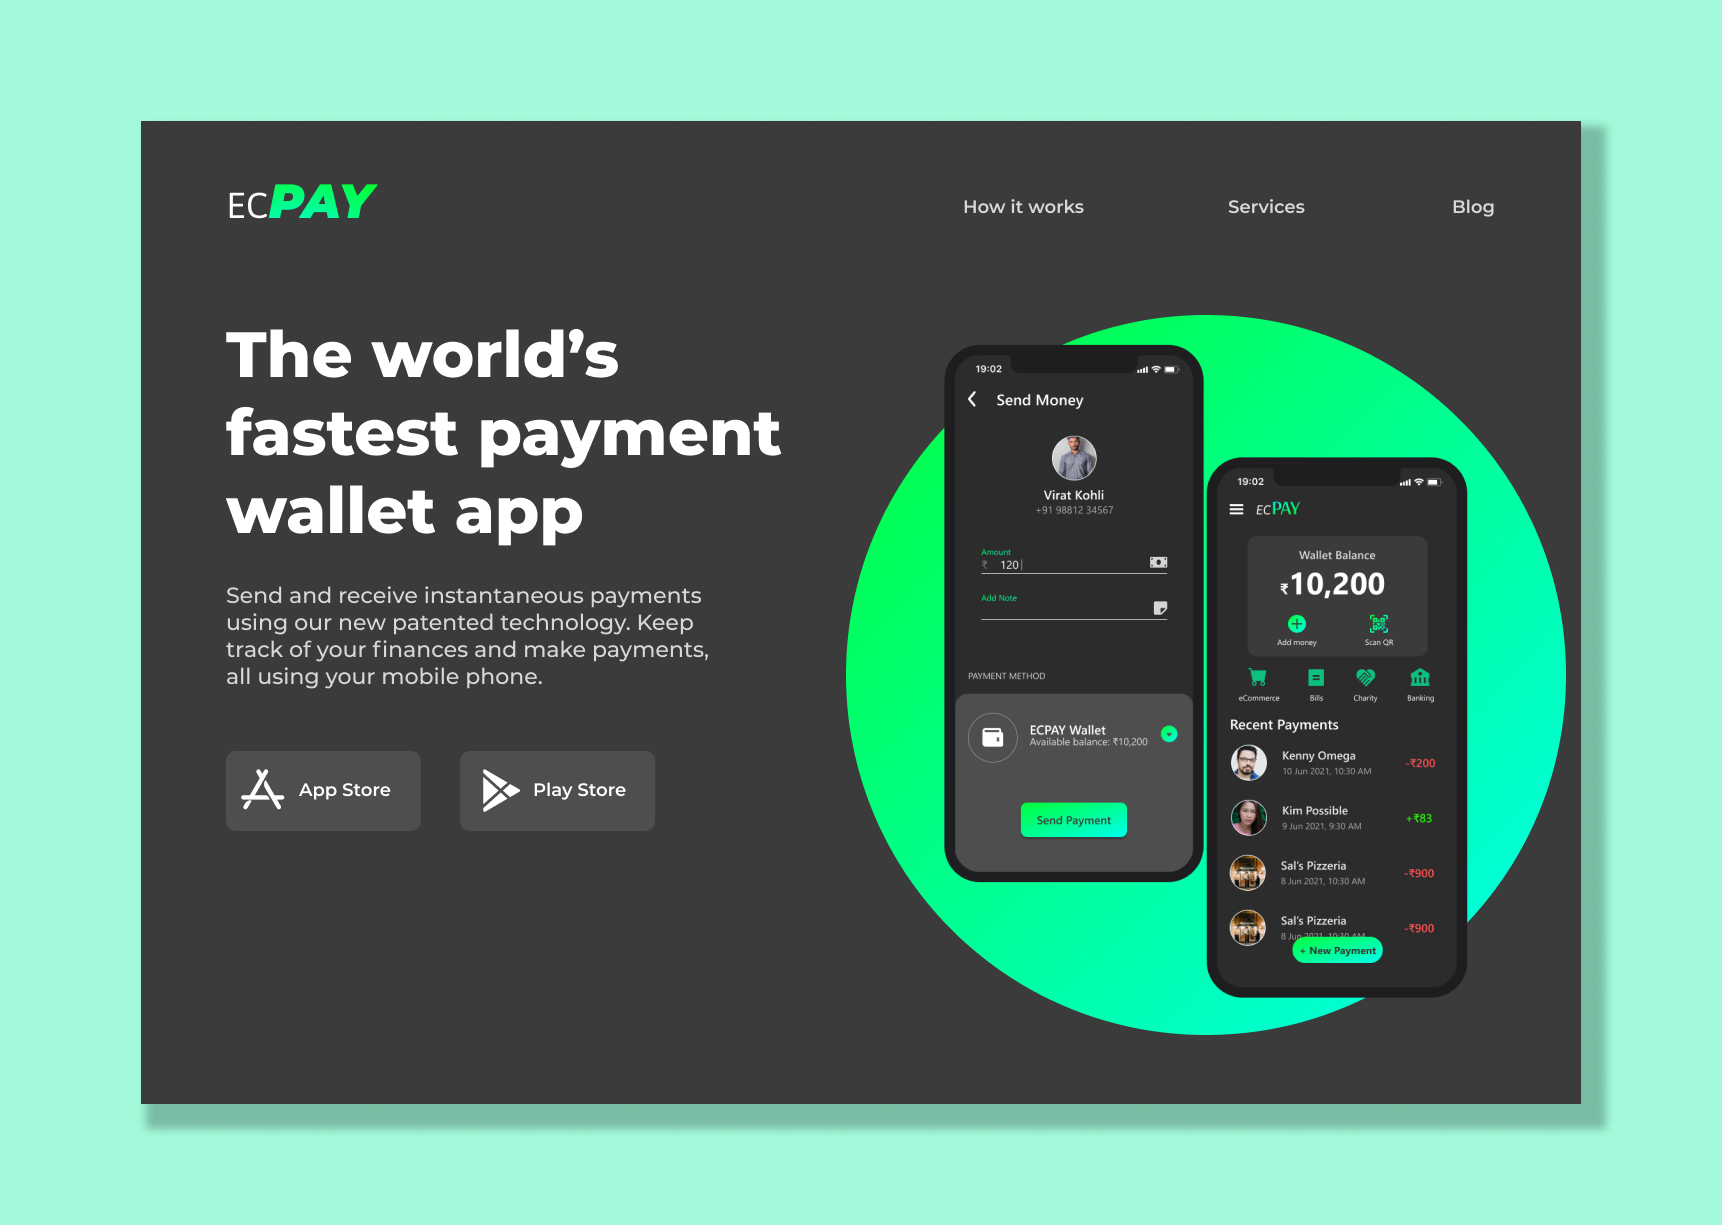 ECPAY
How it works
Services
Blog
The world's
fastest payment
wallet app
Send and receive instantaneous payments
using our new patented technology. Keep
track of your finances and make payments,
all using your mobile phone.
App Store
Play Store
19:02
Send Money
Virat Kohli
+91 98812 34567
Amount
₹ 120
Add Note
PAYMENT METHOD
ECPAY Wallet
Available balance: ₹10,200
Send Payment
19:02
ECPAY
Wallet Balance
₹10,200
Add money
Scan QR
eCommerce
Bills
Charity
Banking
Recent Payments
Kenny Omega
10 Jun 2021, 10:30 AM
-₹200
Kim Possible
9 Jun 2021, 9:30 AM
+₹83
Sal's Pizzeria
8 Jun 2021, 10:30 AM
-₹900
Sal's Pizzeria
8 Jun 2021, 10:30 AM
-₹900
+ New Payment